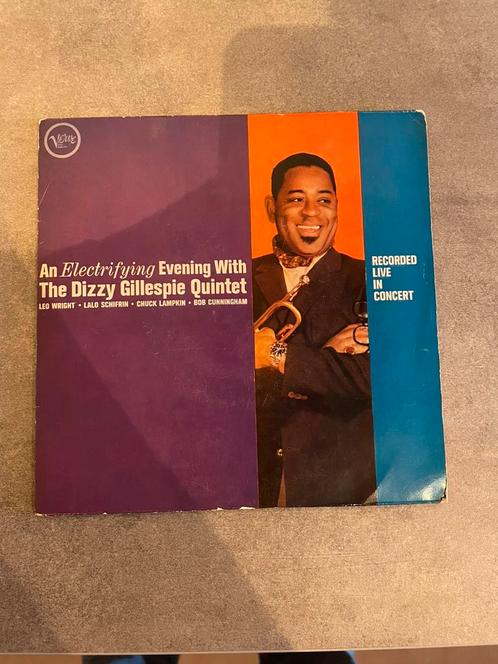 Verve
An Electrifying Evening With
The Dizzy Gillespie Quintet
LEO WRIGHT • LALO SCHIFRIN • CHUCK LAMPKIN • BOB CUNNINGHAM
RECORDED
LIVE
IN
CONCERT